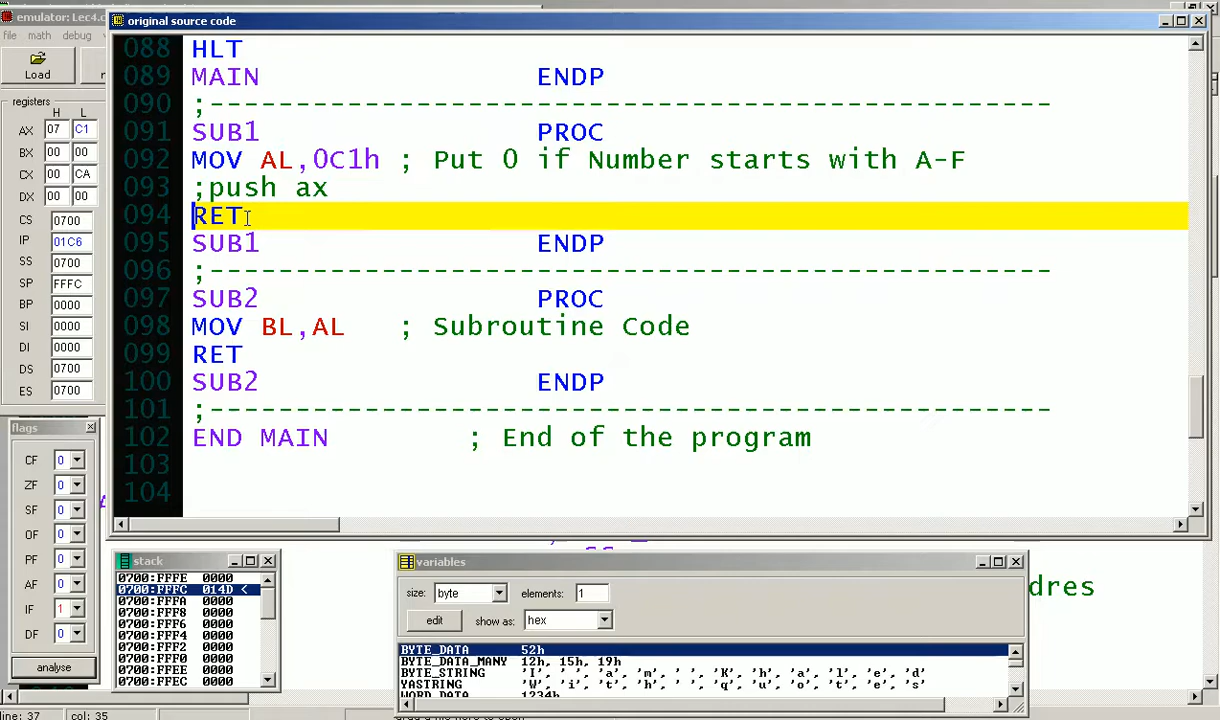 original source code
emulator: Lec4.c
file math debug
Load
registers
H L
AX 07 C1
BX 00 00
CX 00 CA
DX 00 00
CS 0700
IP 01C6
SS 0700
SP FFFC
BP 0000
SI 0000
DI 0000
DS 0700
ES 0700
088 HLT
089 MAIN ENDP
090 ;-------------------------------------------------
091 SUB1 PROC
092 MOV AL,0C1h ; Put 0 if Number starts with A-F
093 ;push ax
094 RET
095 SUB1 ENDP
096 ;-------------------------------------------------
097 SUB2 PROC
098 MOV BL,AL ; Subroutine Code
099 RET
100 SUB2 ENDP
101 ;-------------------------------------------------
102 END MAIN ; End of the program
103
104
flags
CF 0
ZF 0
SF 0
OF 0
PF 0
AF 0
IF 1
DF 0
analyse
stack
0700:FFFE 0000
0700:FFFC 014D <
0700:FFFA 0000
0700:FFF8 0000
0700:FFF6 0000
0700:FFF4 0000
0700:FFF2 0000
0700:FFF0 0000
0700:FFEE 0000
0700:FFEC 0000
variables
size: byte elements: 1
edit show as: hex
BYTE_DATA 52h
BYTE_DATA_MANY 12h, 15h, 19h
BYTE_STRING 'I', ' ', 'a', 'm', ' ', 'K', 'h', 'a', 'l', 'e', 'd'
YASTRING 'W', 'i', 't', 'h', ' ', 'q', 'u', 'o', 't', 'e', 's'
WORD_DATA 1234h
dres
line: 37 col: 35
drag a file here to open